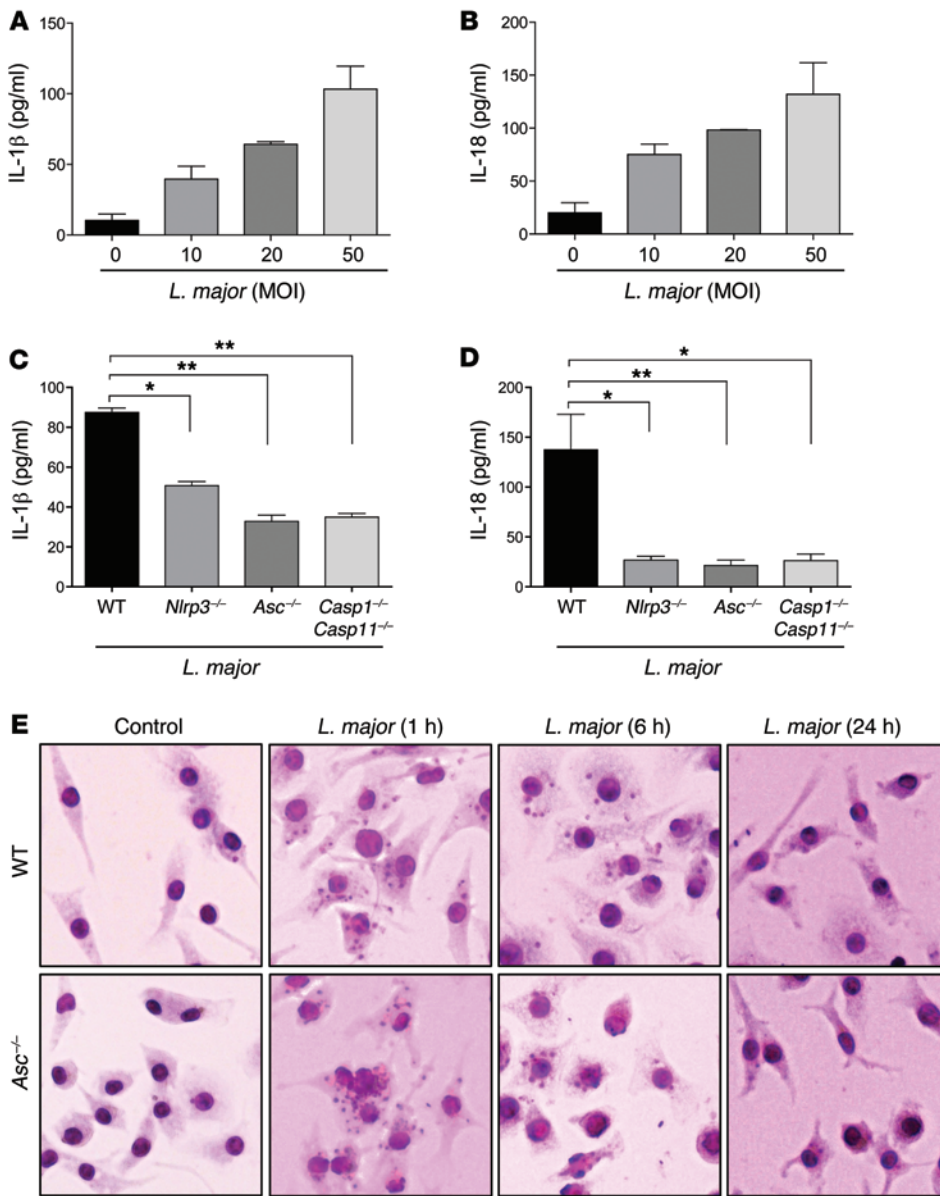 A
IL-1β (pg/ml)
150
100
50
0
0 10 20 50
L. major (MOI)
B
IL-18 (pg/ml)
200
150
100
50
0
0 10 20 50
L. major (MOI)
C
IL-1β (pg/ml)
100
80
60
40
20
0
**
**
*
WT Nlrp3–/– Asc–/– Casp1–/–
Casp11–/–
L. major
D
IL-18 (pg/ml)
200
150
100
50
0
*
**
*
WT Nlrp3–/– Asc–/– Casp1–/–
Casp11–/–
L. major
E
Control L. major (1 h) L. major (6 h) L. major (24 h)
WT
Asc–/–